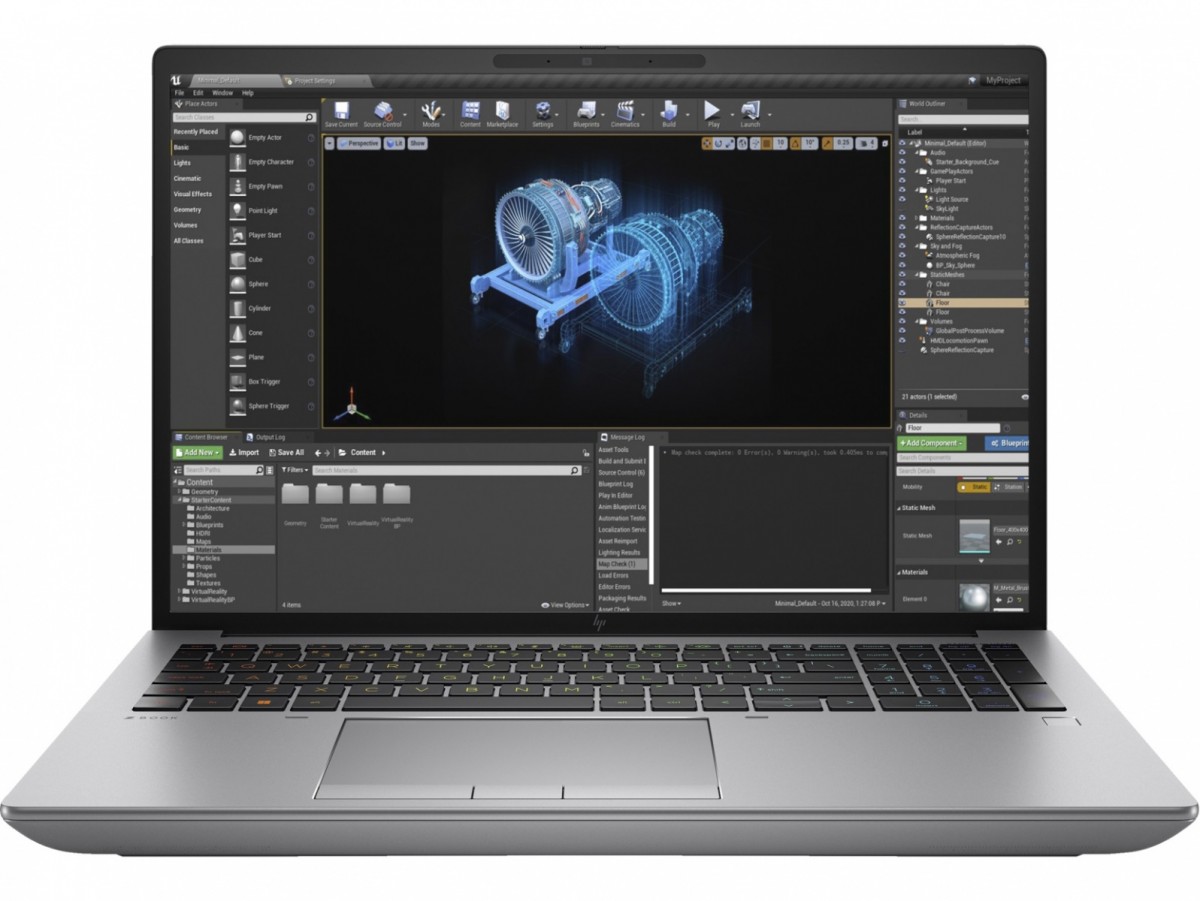 Minimal_Default
Project Settings
MyProject
File Edit Window Help
Place Actors
Search Classes
Recently Placed
Basic
Lights
Cinematic
Visual Effects
Geometry
Volumes
All Classes
Empty Actor
Empty Character
Empty Pawn
Point Light
Player Start
Cube
Sphere
Cylinder
Cone
Plane
Box Trigger
Sphere Trigger
Save Current Source Control Modes Content Marketplace Settings Blueprints Cinematics Build Play Launch
Perspective Lit Show
10 10° 0.25 4
World Outliner
Search...
Label
Minimal_Default (Editor)
Audio
Starter_Background_Cue
GamePlayActors
Player Start
Lights
Light Source
SkyLight
Materials
ReflectionCaptureActors
SphereReflectionCapture10
Sky and Fog
Atmospheric Fog
BP_Sky_Sphere
StaticMeshes
Chair
Chair
Floor
Floor
Volumes
GlobalPostProcessVolume
HMDLocomotionPawn
SphereReflectionCapture
21 actors (1 selected)
Details
Floor
+Add Component
Blueprin
Search Components
Search Details
Mobility Static Station
Static Mesh
Static Mesh Floor_400x400
Materials
Element 0 M_Metal_Brus
Content Browser Output Log
Add New Import Save All Content
Search Paths
Filters Search Materials
Content
Geometry
StarterContent
Architecture
Audio
Blueprints
HDRI
Maps
Materials
Particles
Props
Shapes
Textures
VirtualReality
VirtualRealityBP
Geometry
Starter Content
VirtualReality
VirtualReality BP
4 items
View Options
Message Log
Asset Tools
Build and Submit
Source Control (6)
Blueprint Log
Play in Editor
Anim Blueprint Lo
Automation Testin
Localization Servic
Asset Reimport
Lighting Results
Map Check (1)
Load Errors
Editor Errors
Packaging Results
Asset Check
Map check complete: 0 Error(s), 0 Warning(s), took 0.405ms to com
Show
Minimal_Default - Oct 16, 2020, 1:27:08 P
hp
Q W E R T Y U I O P
A S D F G H J K L
Z X C V B N M
Z BOOK